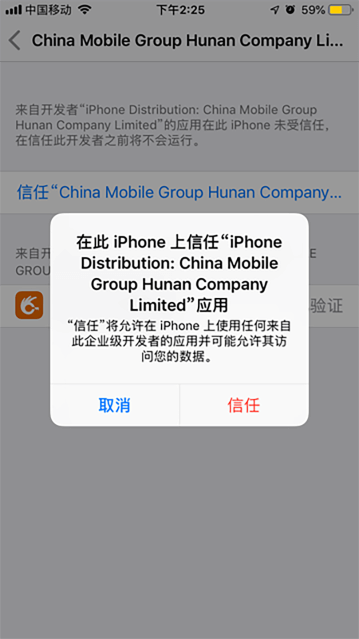 中国移动
下午2:25
59%
China Mobile Group Hunan Company Li...
来自开发者“iPhone Distribution: China Mobile Group
Hunan Company Limited”的应用在此 iPhone 未受信任，
在信任此开发者之前将不会运行。
信任“China Mobile Group Hunan Company...
在此 iPhone 上信任“iPhone
Distribution: China Mobile
Group Hunan Company
Limited”应用
“信任”将允许在 iPhone 上使用任何来自
此企业级开发者的应用并可能允许其访
问您的数据。
来自开
E
GROU
验证
取消
信任